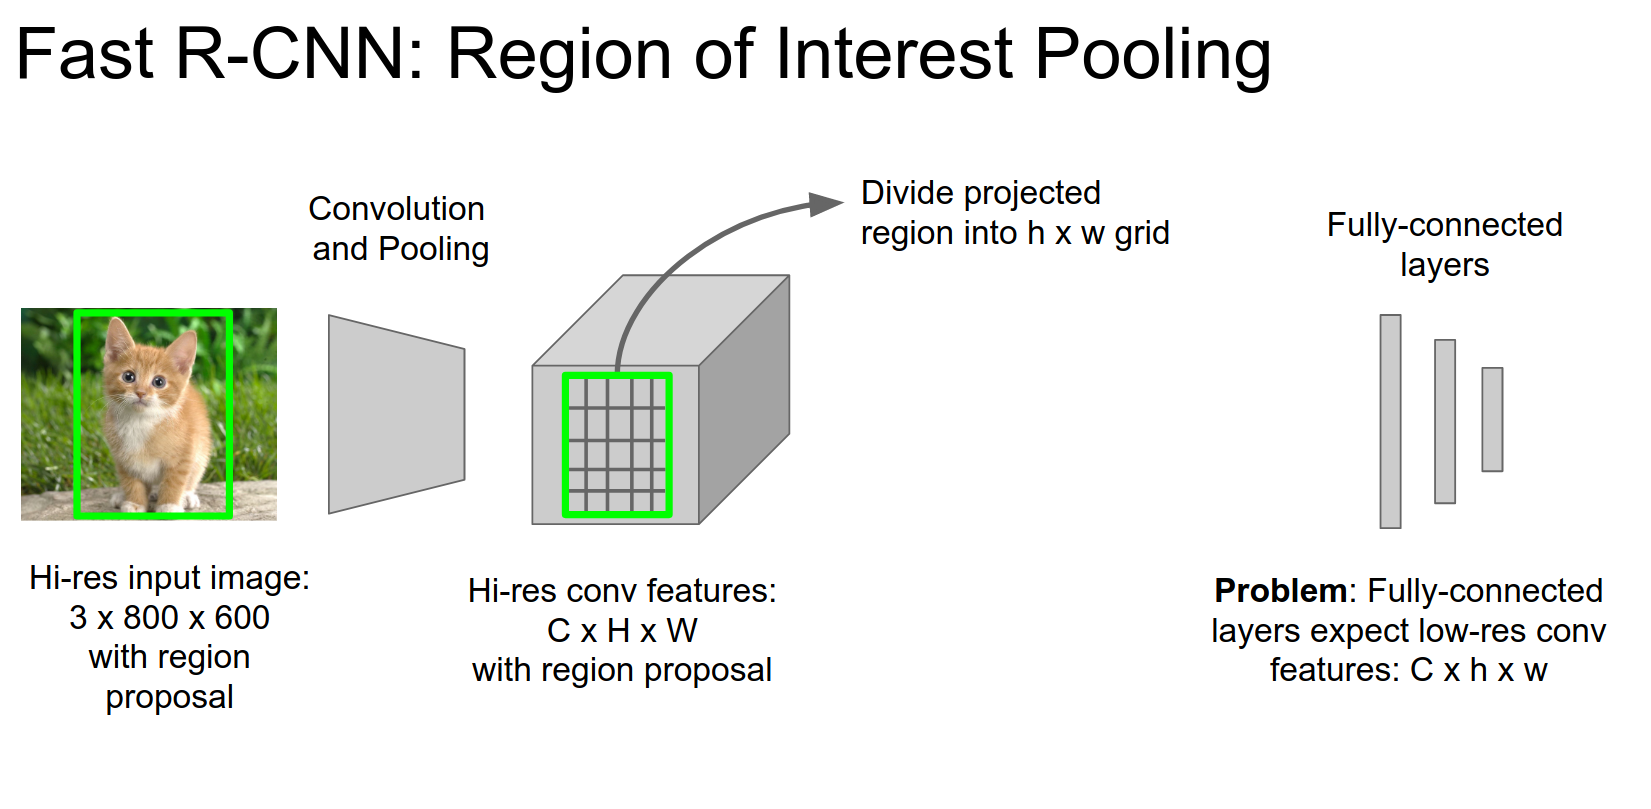 Fast R-CNN: Region of Interest Pooling
Convolution
and Pooling
Divide projected
region into h x w grid
Fully-connected
layers
Hi-res input image:
3 x 800 x 600
with region
proposal
Hi-res conv features:
C x H x W
with region proposal
Problem: Fully-connected
layers expect low-res conv
features: C x h x w